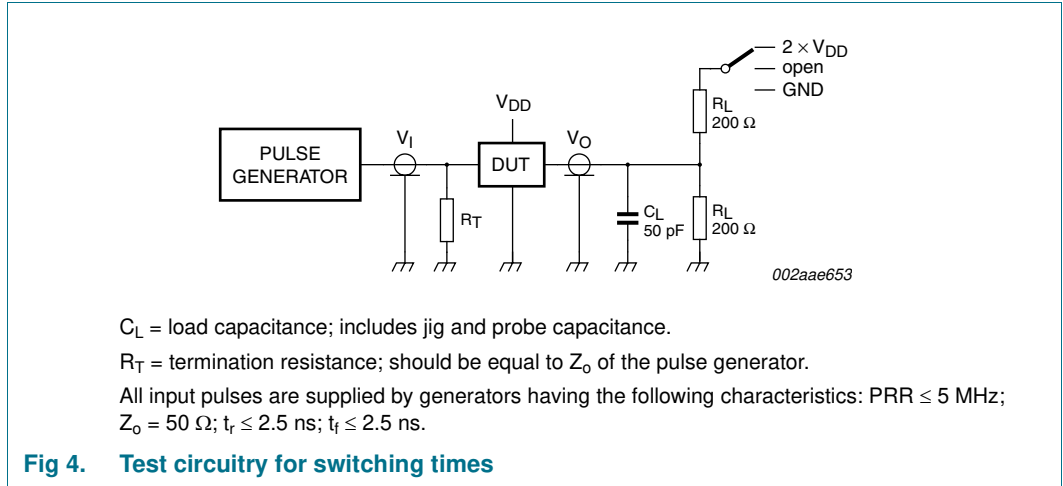 2 × VDD
open
GND
RL
200 Ω
VDD
VI
VO
PULSE
GENERATOR
DUT
RT
CL
50 pF
RL
200 Ω
002aae653
CL = load capacitance; includes jig and probe capacitance.
RT = termination resistance; should be equal to Zo of the pulse generator.
All input pulses are supplied by generators having the following characteristics: PRR ≤ 5 MHz;
Zo = 50 Ω; tr ≤ 2.5 ns; tf ≤ 2.5 ns.
Fig 4. Test circuitry for switching times